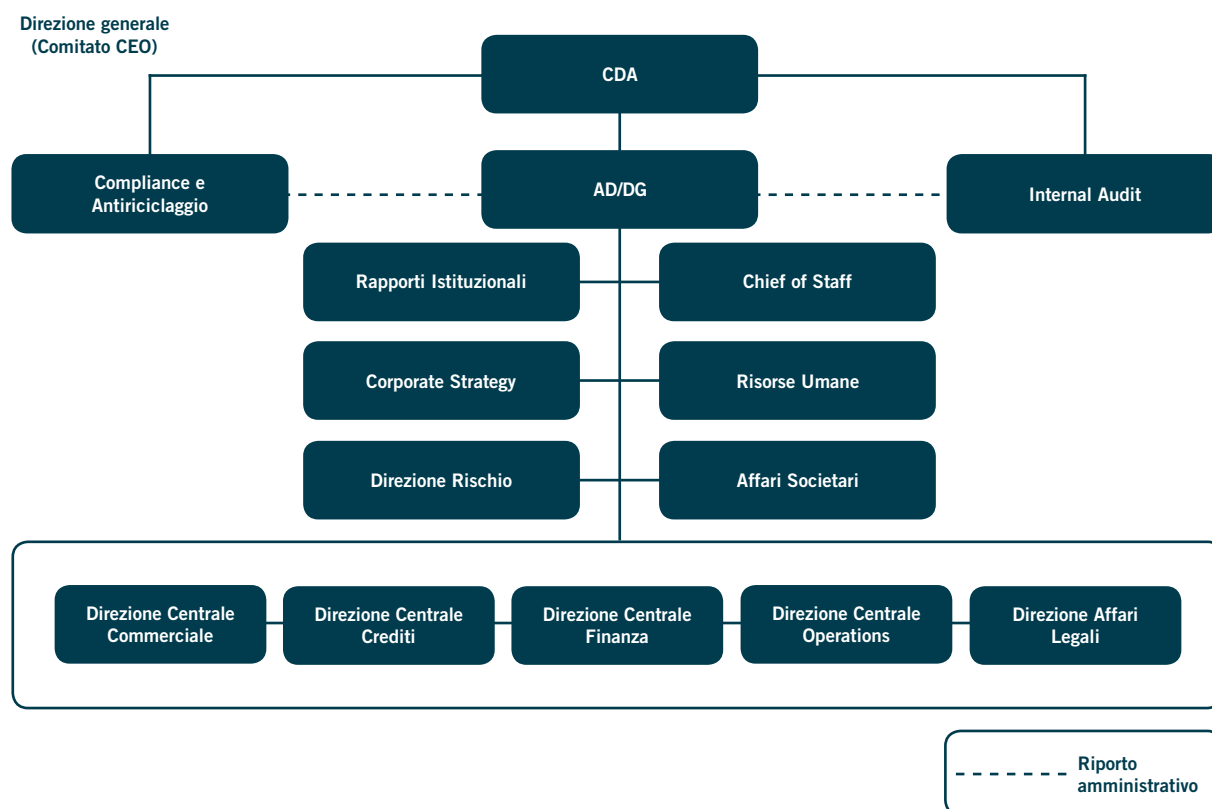 Direzione generale
(Comitato CEO)
CDA
Compliance e
Antiriciclaggio
AD/DG
Internal Audit
Rapporti Istituzionali
Chief of Staff
Corporate Strategy
Risorse Umane
Direzione Rischio
Affari Societari
Direzione Centrale
Commerciale
Direzione Centrale
Crediti
Direzione Centrale
Finanza
Direzione Centrale
Operations
Direzione Affari
Legali
Riporto
amministrativo